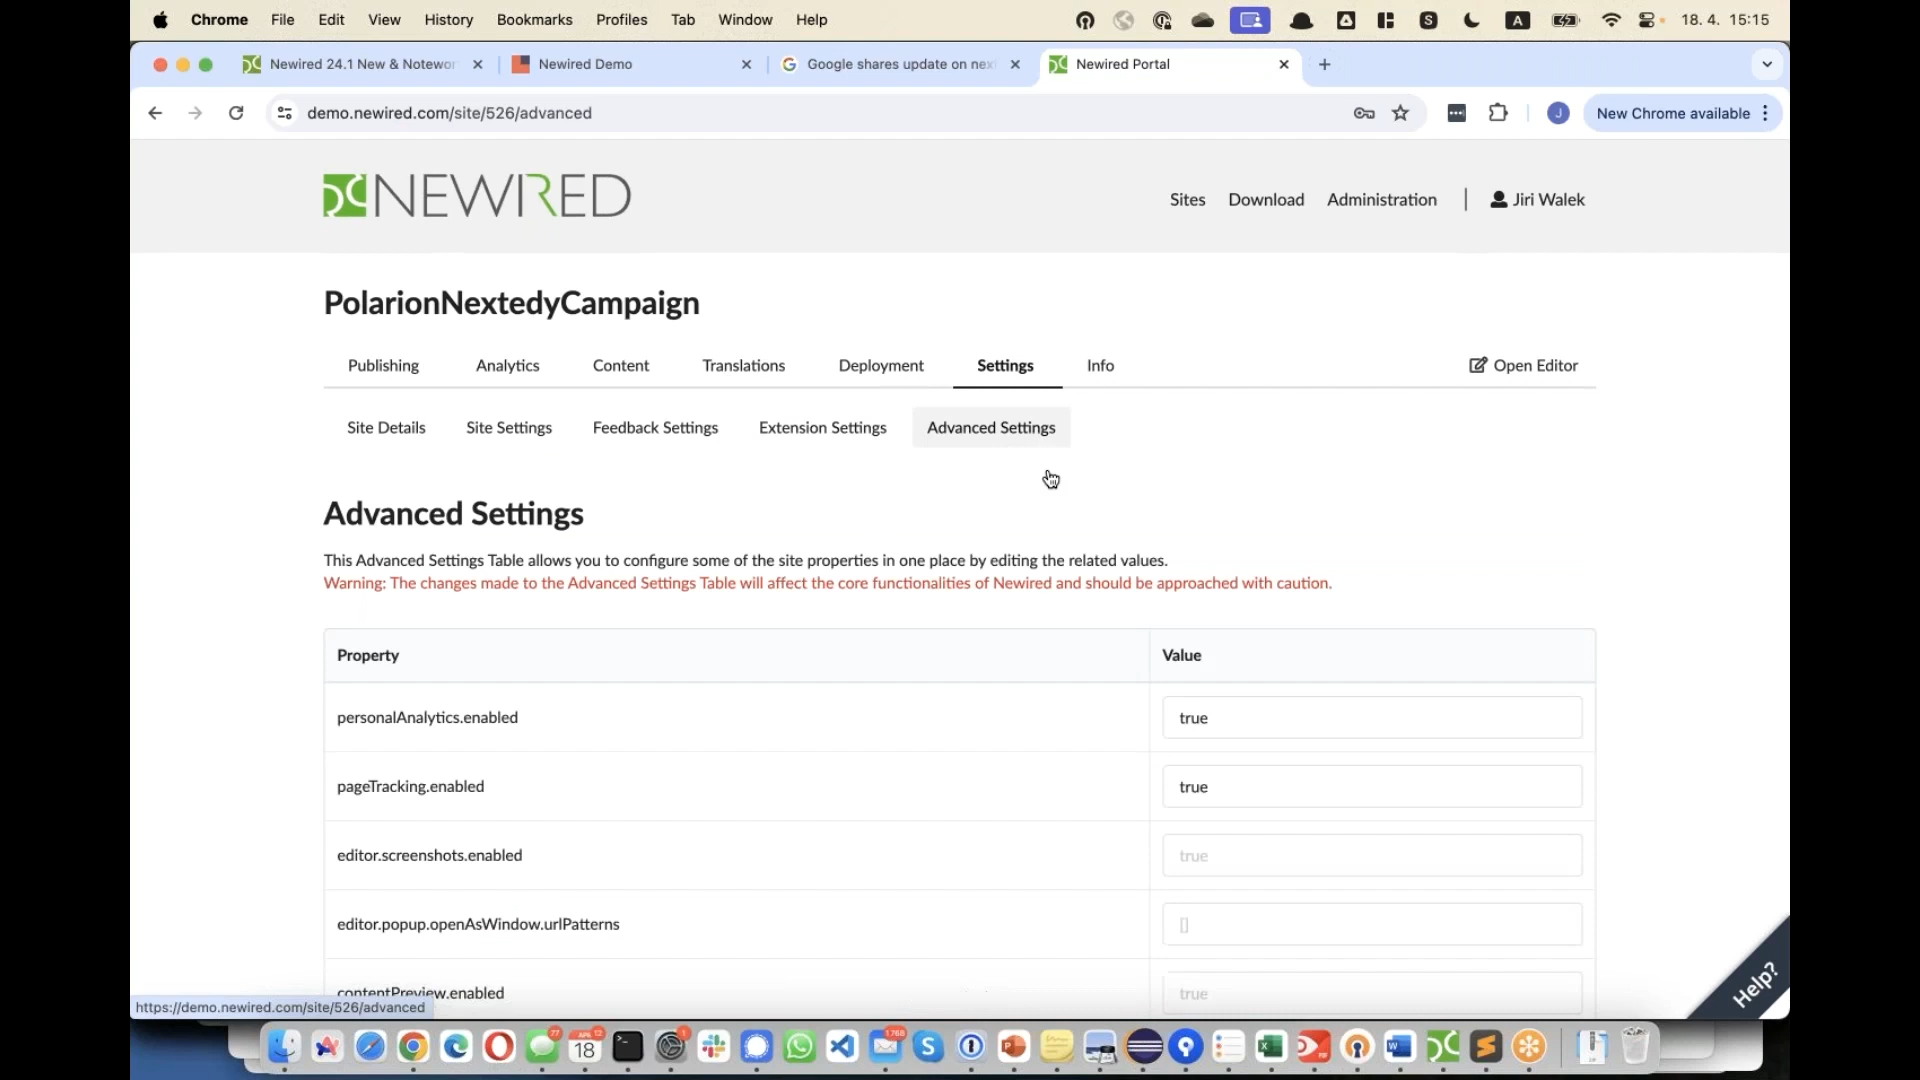 Chrome File Edit View History Bookmarks Profiles Tab Window Help 18. 4. 15:15
Newired 24.1 New & Notewor Newired Demo Google shares update on nex Newired Portal
demo.newired.com/site/526/advanced J New Chrome available
NEWIRED
Sites Download Administration Jiri Walek
PolarionNextedyCampaign
Publishing Analytics Content Translations Deployment Settings Info Open Editor
Site Details Site Settings Feedback Settings Extension Settings Advanced Settings
Advanced Settings
This Advanced Settings Table allows you to configure some of the site properties in one place by editing the related values.
Warning: The changes made to the Advanced Settings Table will affect the core functionalities of Newired and should be approached with caution.
Property Value
personalAnalytics.enabled true
pageTracking.enabled true
editor.screenshots.enabled true
editor.popup.openAsWindow.urlPatterns []
contentPreview.enabled true
Help?
https://demo.newired.com/site/526/advanced
77 18 1 1,768